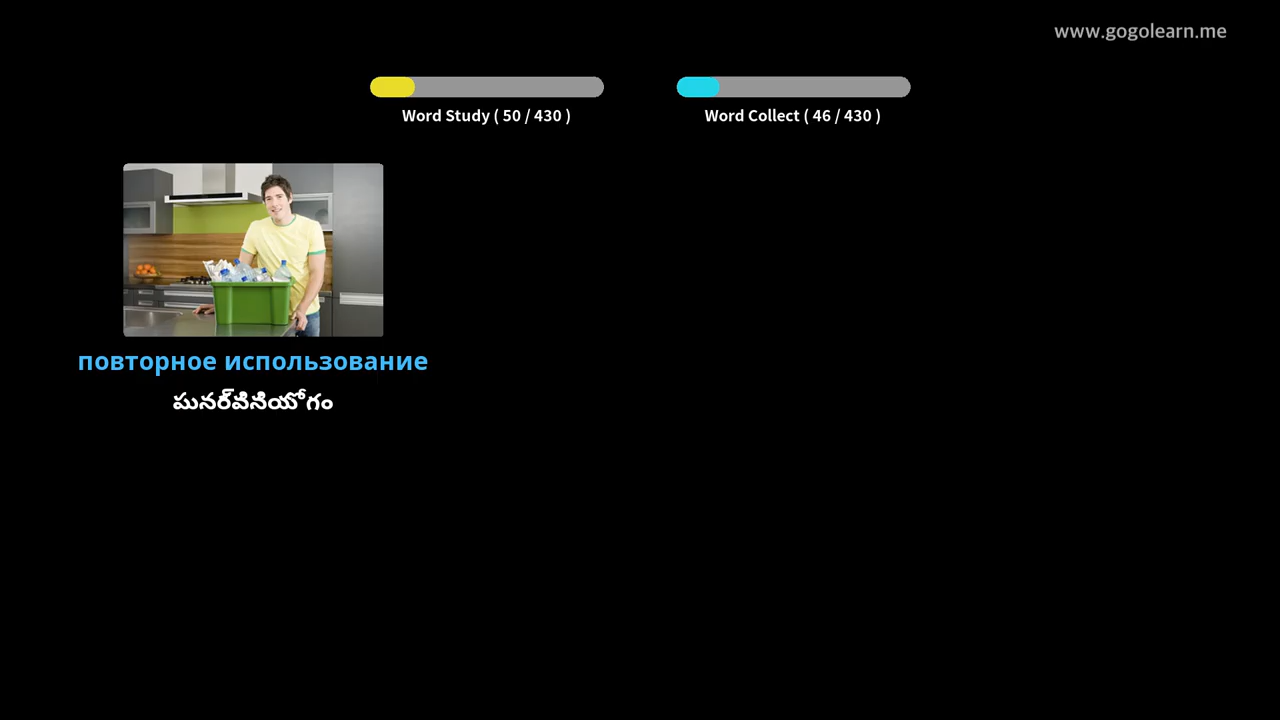 www.gogolearn.me
Word Study ( 50 / 430 )
Word Collect ( 46 / 430 )
повторное использование
పునర్‌వినియోగం